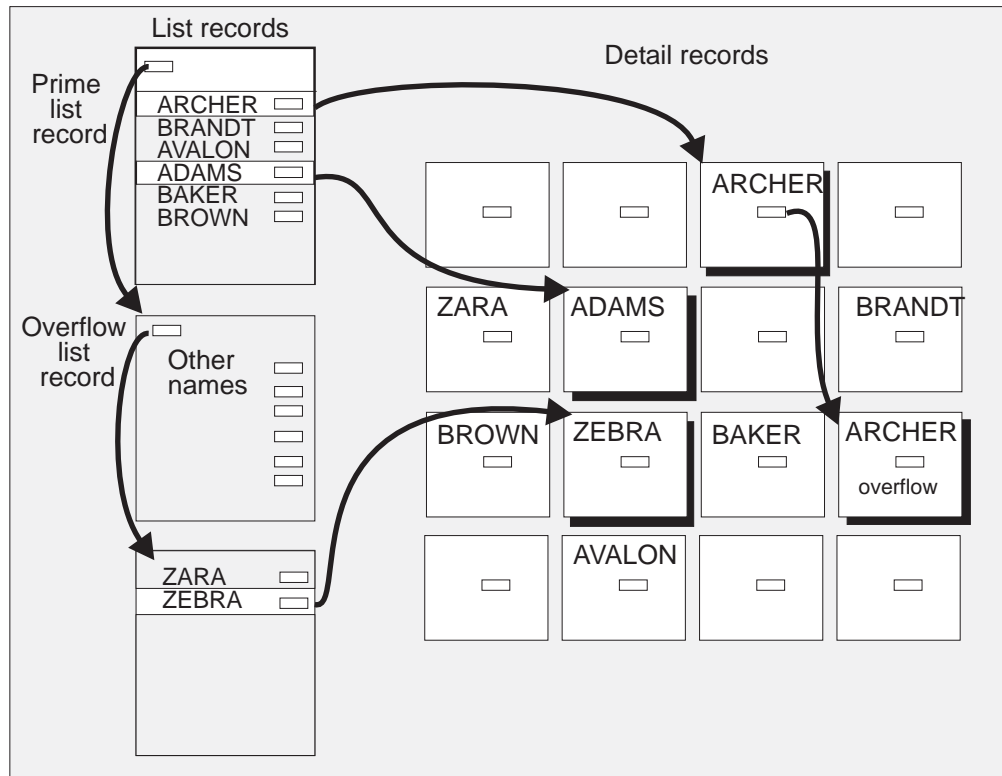 List records
Detail records
Prime
list
record
ARCHER
BRANDT
AVALON
ADAMS
BAKER
BROWN
Overflow
list
record
Other
names
ZARA
ZEBRA
ARCHER
ZARA
ADAMS
BRANDT
BROWN
ZEBRA
BAKER
ARCHER
overflow
AVALON